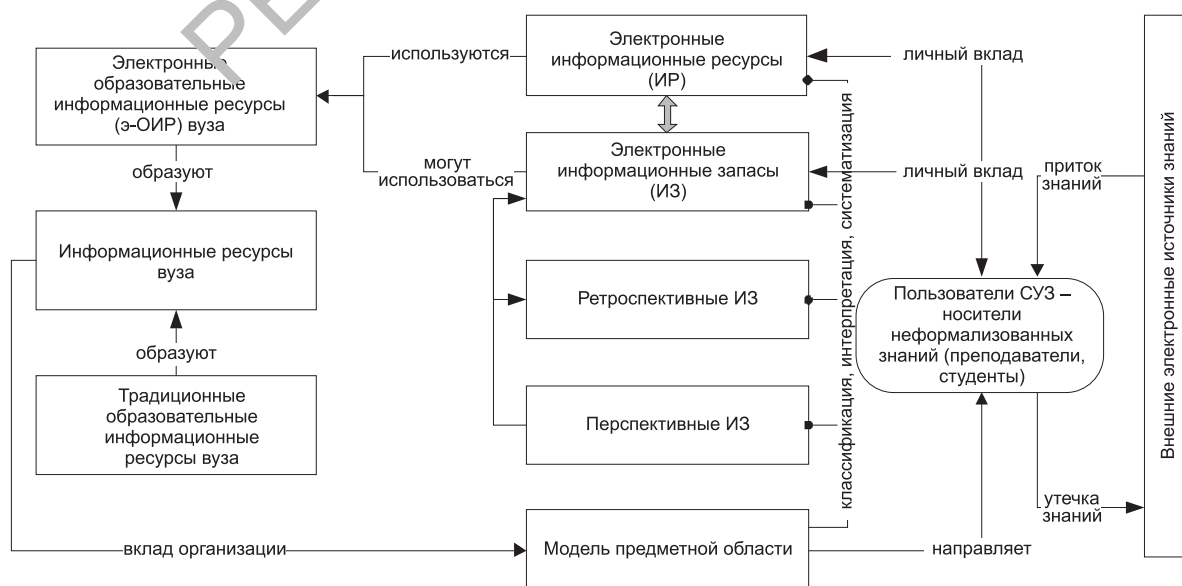 Электронные
образовательные
информационные ресурсы
(э-ОИР) вуза
используются
Электронные
информационные ресурсы
(ИР)
личный вклад
образуют
могут
использоваться
Электронные
информационные запасы
(ИЗ)
личный вклад
приток
знаний
Информационные ресурсы
вуза
Ретроспективные ИЗ
Пользователи СУЗ –
носители
неформализованных
знаний (преподаватели,
студенты)
образуют
Традиционные
образовательные
информационные
ресурсы вуза
Перспективные ИЗ
классификация, интерпретация, систематизация
Внешние электронные источники знаний
утечка
знаний
вклад организации
Модель предметной области
направляет